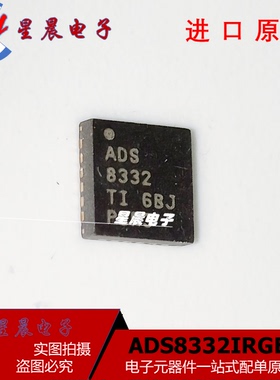 星晨电子
进口原
ADS
8332
TI 6BJ
星晨电子
实图拍摄
盗图必究
ADS8332IRGE
电子元器件一站式配单原